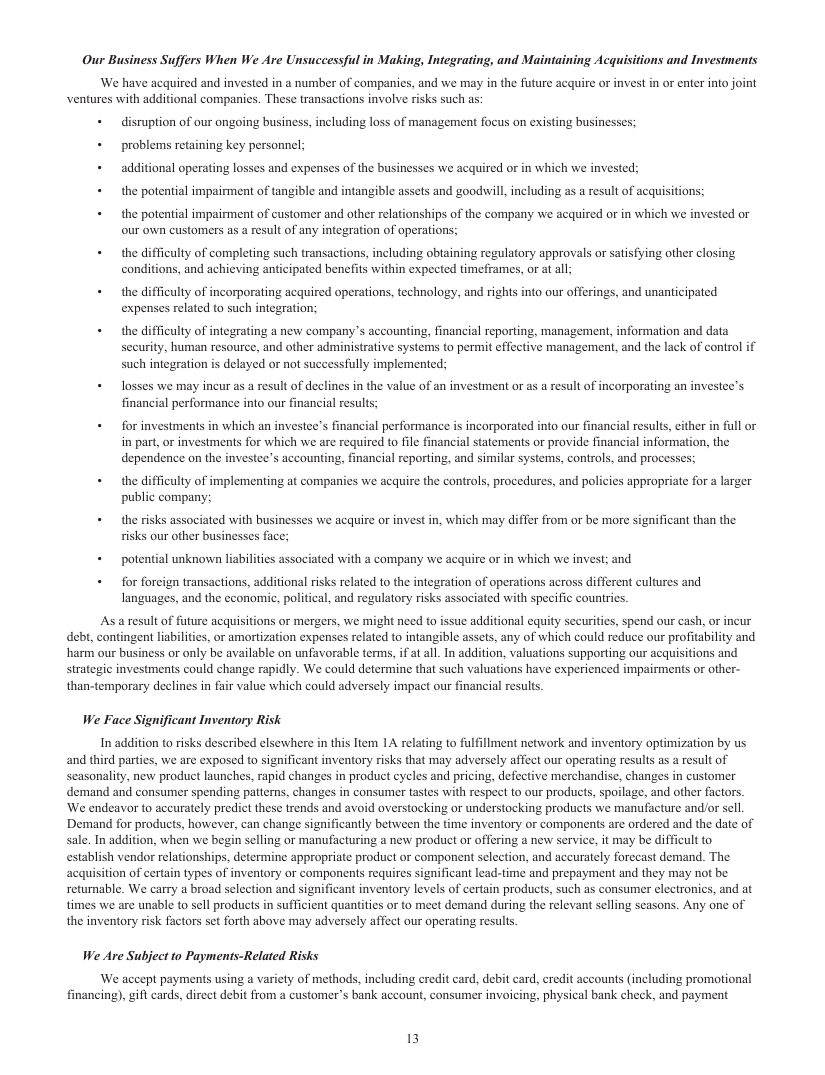 Our Business Suffers When We Are Unsuccessful in Making, Integrating, and Maintaining Acquisitions and Investments
We have acquired and invested in a number of companies, and we may in the future acquire or invest in or enter into joint
ventures with additional companies. These transactions involve risks such as:
• disruption of our ongoing business, including loss of management focus on existing businesses;
• problems retaining key personnel;
• additional operating losses and expenses of the businesses we acquired or in which we invested;
• the potential impairment of tangible and intangible assets and goodwill, including as a result of acquisitions;
• the potential impairment of customer and other relationships of the company we acquired or in which we invested or
our own customers as a result of any integration of operations;
• the difficulty of completing such transactions, including obtaining regulatory approvals or satisfying other closing
conditions, and achieving anticipated benefits within expected timeframes, or at all;
• the difficulty of incorporating acquired operations, technology, and rights into our offerings, and unanticipated
expenses related to such integration;
• the difficulty of integrating a new company’s accounting, financial reporting, management, information and data
security, human resource, and other administrative systems to permit effective management, and the lack of control if
such integration is delayed or not successfully implemented;
• losses we may incur as a result of declines in the value of an investment or as a result of incorporating an investee’s
financial performance into our financial results;
• for investments in which an investee’s financial performance is incorporated into our financial results, either in full or
in part, or investments for which we are required to file financial statements or provide financial information, the
dependence on the investee’s accounting, financial reporting, and similar systems, controls, and processes;
• the difficulty of implementing at companies we acquire the controls, procedures, and policies appropriate for a larger
public company;
• the risks associated with businesses we acquire or invest in, which may differ from or be more significant than the
risks our other businesses face;
• potential unknown liabilities associated with a company we acquire or in which we invest; and
• for foreign transactions, additional risks related to the integration of operations across different cultures and
languages, and the economic, political, and regulatory risks associated with specific countries.
As a result of future acquisitions or mergers, we might need to issue additional equity securities, spend our cash, or incur
debt, contingent liabilities, or amortization expenses related to intangible assets, any of which could reduce our profitability and
harm our business or only be available on unfavorable terms, if at all. In addition, valuations supporting our acquisitions and
strategic investments could change rapidly. We could determine that such valuations have experienced impairments or other-
than-temporary declines in fair value which could adversely impact our financial results.
We Face Significant Inventory Risk
In addition to risks described elsewhere in this Item 1A relating to fulfillment network and inventory optimization by us
and third parties, we are exposed to significant inventory risks that may adversely affect our operating results as a result of
seasonality, new product launches, rapid changes in product cycles and pricing, defective merchandise, changes in customer
demand and consumer spending patterns, changes in consumer tastes with respect to our products, spoilage, and other factors.
We endeavor to accurately predict these trends and avoid overstocking or understocking products we manufacture and/or sell.
Demand for products, however, can change significantly between the time inventory or components are ordered and the date of
sale. In addition, when we begin selling or manufacturing a new product or offering a new service, it may be difficult to
establish vendor relationships, determine appropriate product or component selection, and accurately forecast demand. The
acquisition of certain types of inventory or components requires significant lead-time and prepayment and they may not be
returnable. We carry a broad selection and significant inventory levels of certain products, such as consumer electronics, and at
times we are unable to sell products in sufficient quantities or to meet demand during the relevant selling seasons. Any one of
the inventory risk factors set forth above may adversely affect our operating results.
We Are Subject to Payments-Related Risks
We accept payments using a variety of methods, including credit card, debit card, credit accounts (including promotional
financing), gift cards, direct debit from a customer’s bank account, consumer invoicing, physical bank check, and payment
13